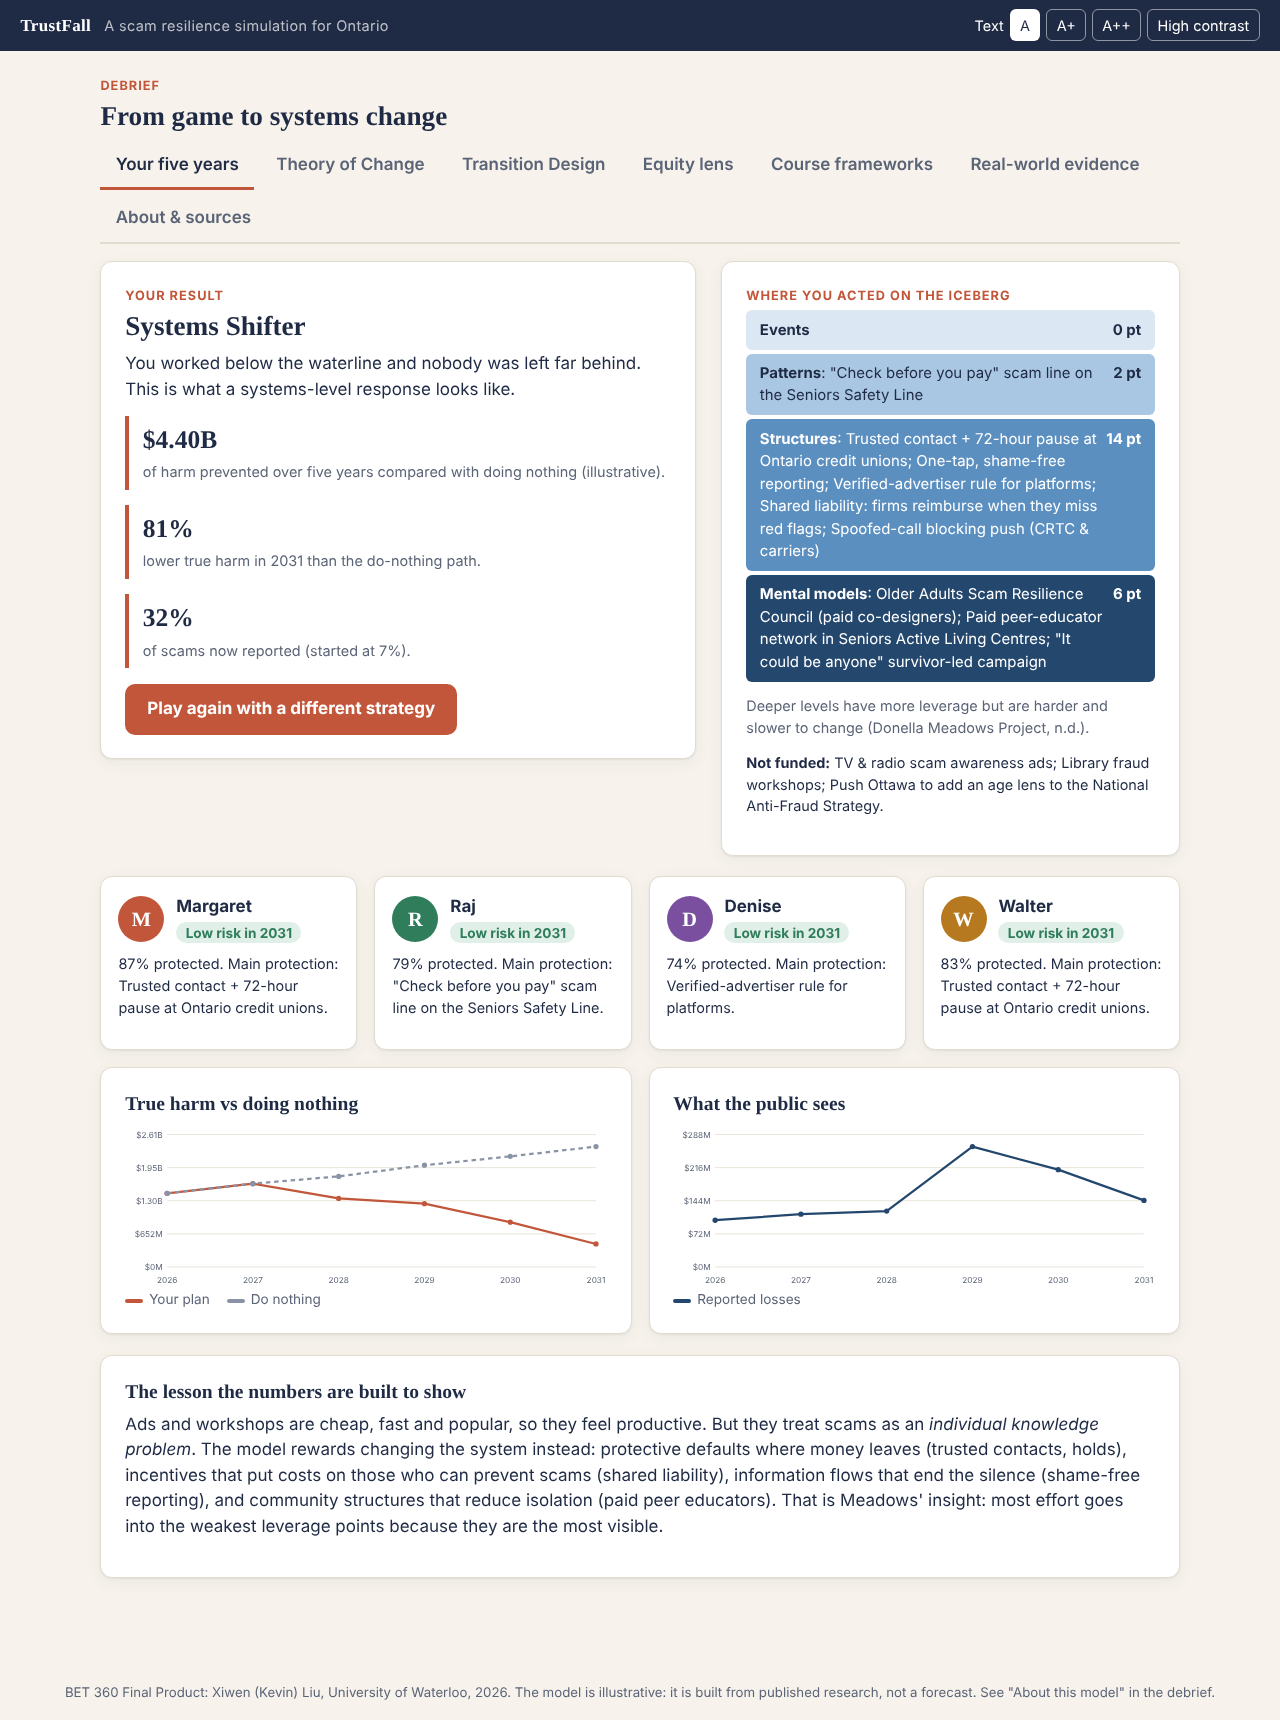 TrustFall A scam resilience simulation for Ontario
Text A A+ A++ High contrast
DEBRIEF
From game to systems change
Your five years Theory of Change Transition Design Equity lens Course frameworks Real-world evidence
About & sources
YOUR RESULT
Systems Shifter
You worked below the waterline and nobody was left far behind.
This is what a systems-level response looks like.
$4.40B
of harm prevented over five years compared with doing nothing (illustrative).
81%
lower true harm in 2031 than the do-nothing path.
32%
of scams now reported (started at 7%).
Play again with a different strategy
WHERE YOU ACTED ON THE ICEBERG
Events 0 pt
Patterns: "Check before you pay" scam line on 2 pt
the Seniors Safety Line
Structures: Trusted contact + 72-hour pause at 14 pt
Ontario credit unions; One-tap, shame-free
reporting; Verified-advertiser rule for platforms;
Shared liability: firms reimburse when they miss
red flags; Spoofed-call blocking push (CRTC &
carriers)
Mental models: Older Adults Scam Resilience 6 pt
Council (paid co-designers); Paid peer-educator
network in Seniors Active Living Centres; "It
could be anyone" survivor-led campaign
Deeper levels have more leverage but are harder and
slower to change (Donella Meadows Project, n.d.).
Not funded: TV & radio scam awareness ads; Library fraud
workshops; Push Ottawa to add an age lens to the National
Anti-Fraud Strategy.
M
Margaret
Low risk in 2031
87% protected. Main protection:
Trusted contact + 72-hour
pause at Ontario credit unions.
R
Raj
Low risk in 2031
79% protected. Main protection:
"Check before you pay" scam
line on the Seniors Safety Line.
D
Denise
Low risk in 2031
74% protected. Main protection:
Verified-advertiser rule for
platforms.
W
Walter
Low risk in 2031
83% protected. Main protection:
Trusted contact + 72-hour
pause at Ontario credit unions.
True harm vs doing nothing
$2.61B
$1.95B
$1.30B
$652M
$0M
2026 2027 2028 2029 2030 2031
Your plan Do nothing
What the public sees
$288M
$216M
$144M
$72M
$0M
2026 2027 2028 2029 2030 2031
Reported losses
The lesson the numbers are built to show
Ads and workshops are cheap, fast and popular, so they feel productive. But they treat scams as an individual knowledge
problem. The model rewards changing the system instead: protective defaults where money leaves (trusted contacts, holds),
incentives that put costs on those who can prevent scams (shared liability), information flows that end the silence (shame-free
reporting), and community structures that reduce isolation (paid peer educators). That is Meadows' insight: most effort goes
into the weakest leverage points because they are the most visible.
BET 360 Final Product: Xiwen (Kevin) Liu, University of Waterloo, 2026. The model is illustrative: it is built from published research, not a forecast. See "About this model" in the debrief.